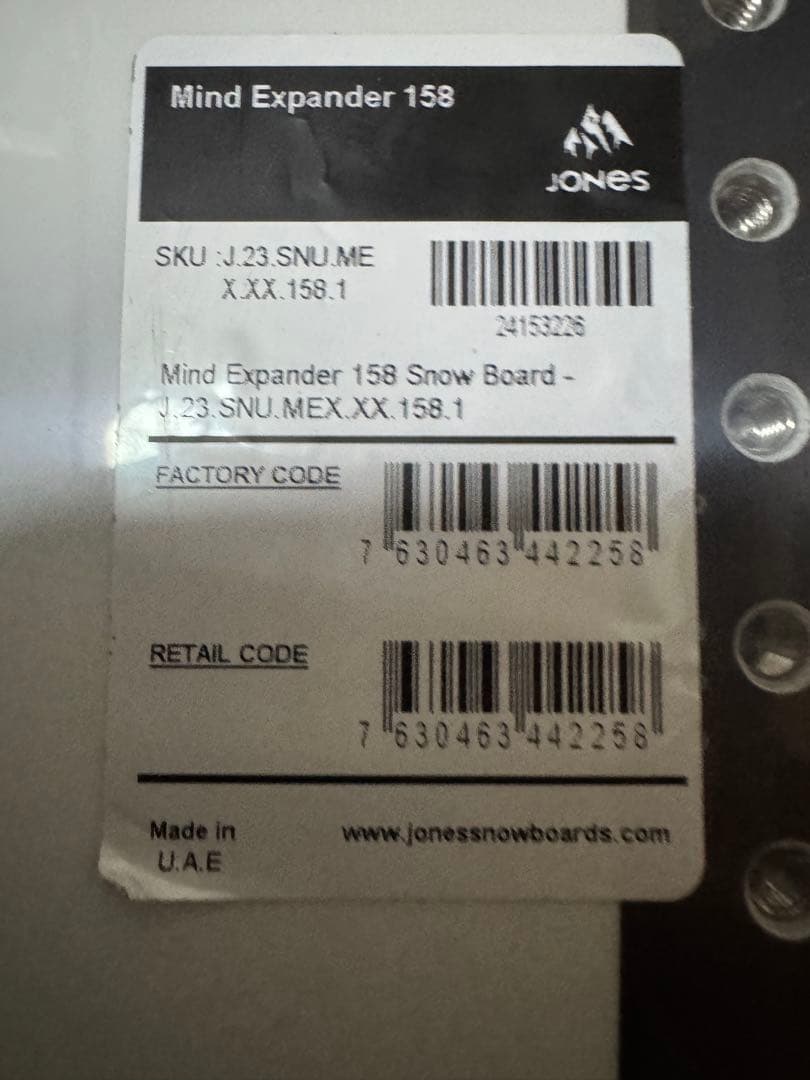 Mind Expander 158
JONES
SKU :J.23.SNU.ME
X.XX.158.1
24153226
Mind Expander 158 Snow Board -
J.23.SNU.MEX.XX.158.1
FACTORY CODE
7 630463 442258
RETAIL CODE
7 630463 442258
Made in
U.A.E
www.jonessnowboards.com